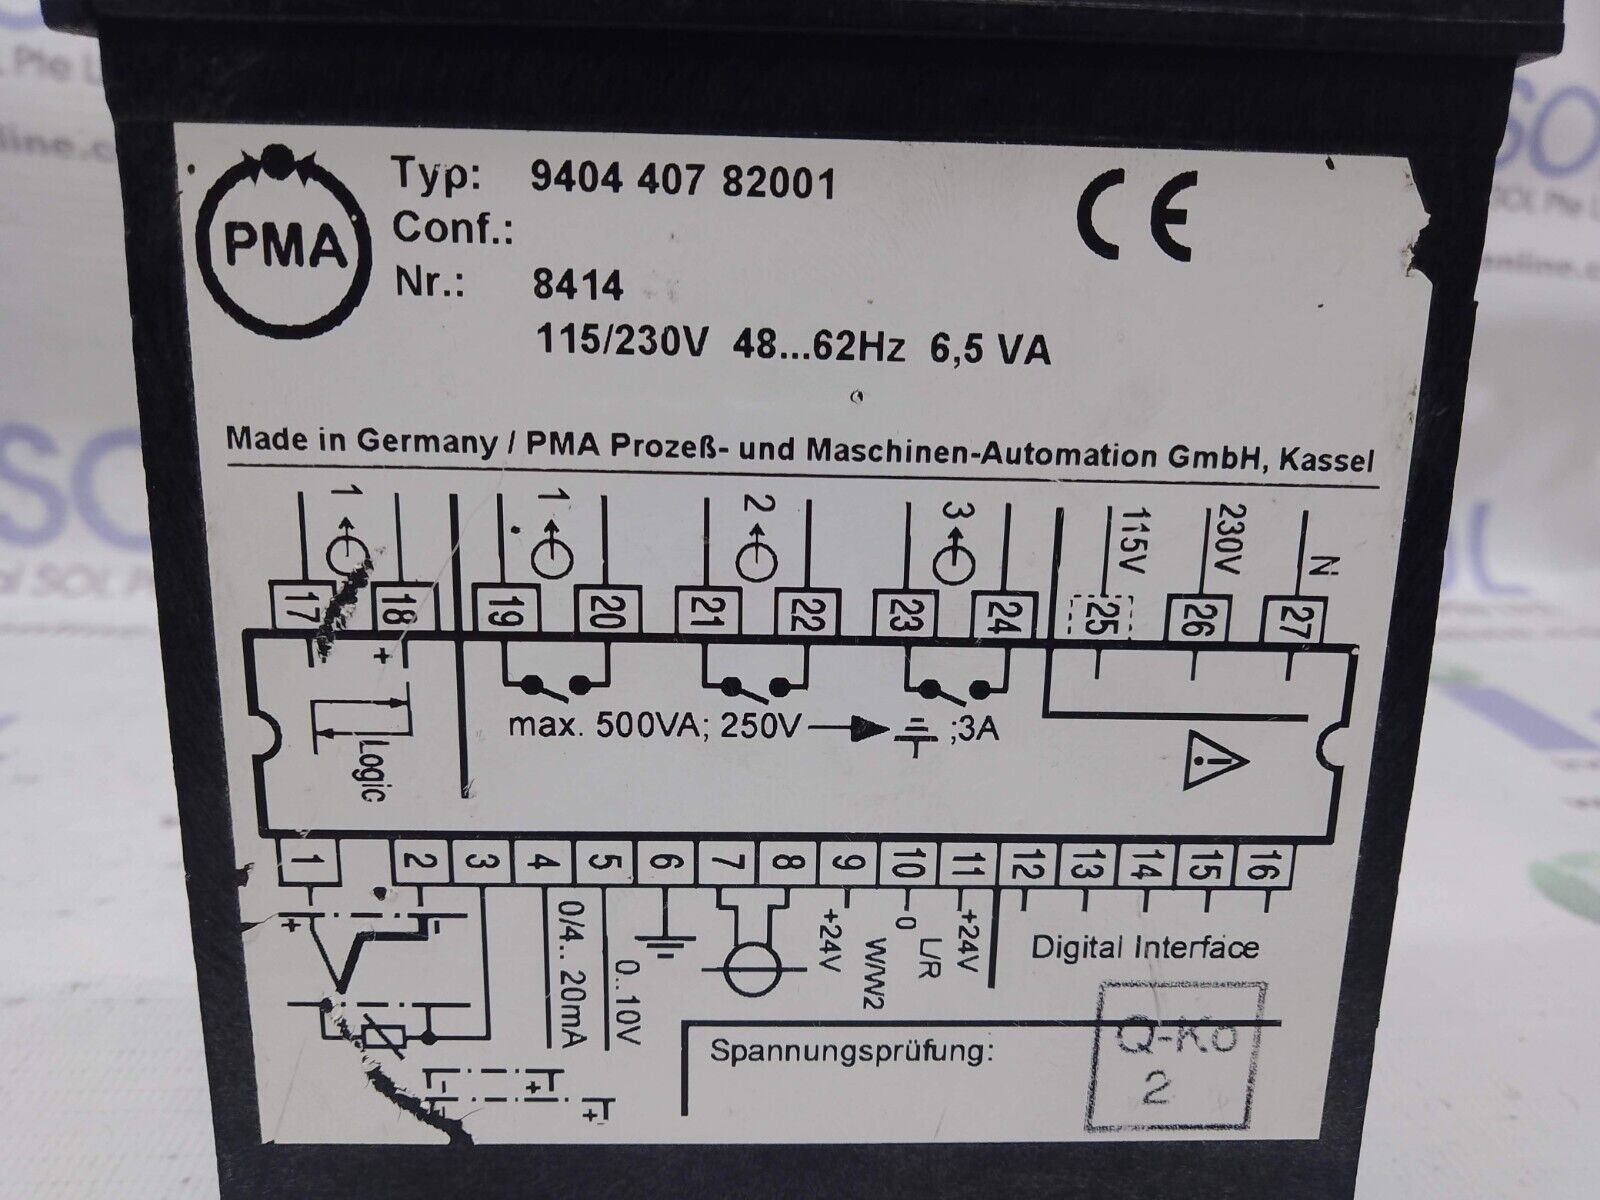 PMA
Typ: 9404 407 82001
Conf.:
Nr.: 8414
115/230V 48...62Hz 6,5 VA
CE
Made in Germany / PMA Prozeß- und Maschinen-Automation GmbH, Kassel
1 1 2 3 115V 230V N
17 18 19 20 21 22 23 24 25 26 27
+
max. 500VA; 250V ;3A
Logic
1 2 3 4 5 6 7 8 9 10 11 12 13 14 15 16
+ -
0/4.. 20mA
0..10V
+24V
W/W2
0
L/R
+24V
Digital Interface
Spannungsprüfung:
Q-Ko
2
- +
- +